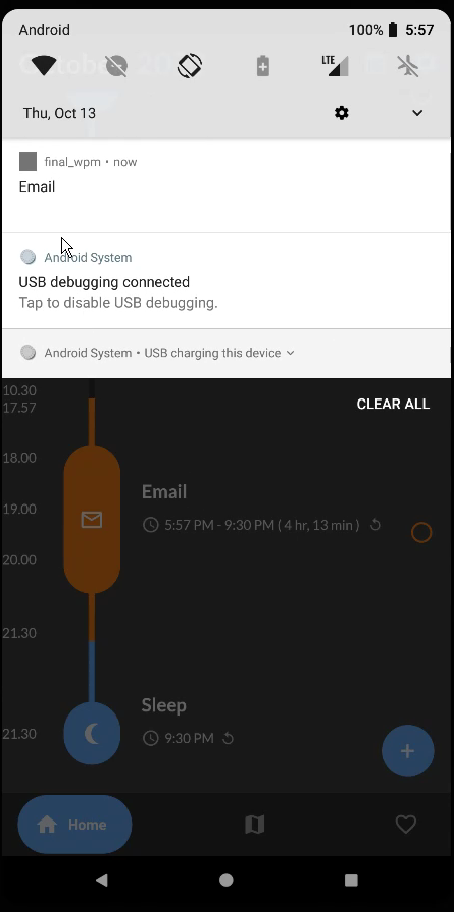 Android 100% 5:57
LTE
Thu, Oct 13
final_wpm • now
Email
Android System
USB debugging connected
Tap to disable USB debugging.
Android System • USB charging this device
CLEAR ALL
10.30
17.57
18.00
Email
19.00
5:57 PM - 9:30 PM ( 4 hr, 13 min )
20.00
21.30
Sleep
21.30
9:30 PM
+
Home